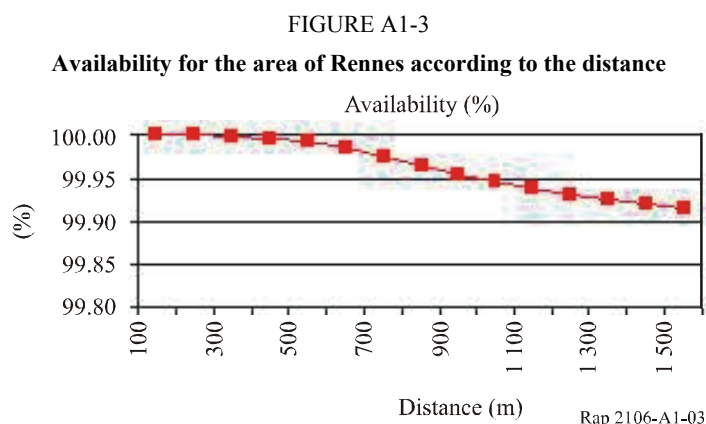 FIGURE A1-3
Availability for the area of Rennes according to the distance
Availability (%)
100.00
99.95
99.90
99.85
99.80
(%)
100 300 500 700 900 1 100 1 300 1 500
Distance (m)
Rap 2106-A1-03